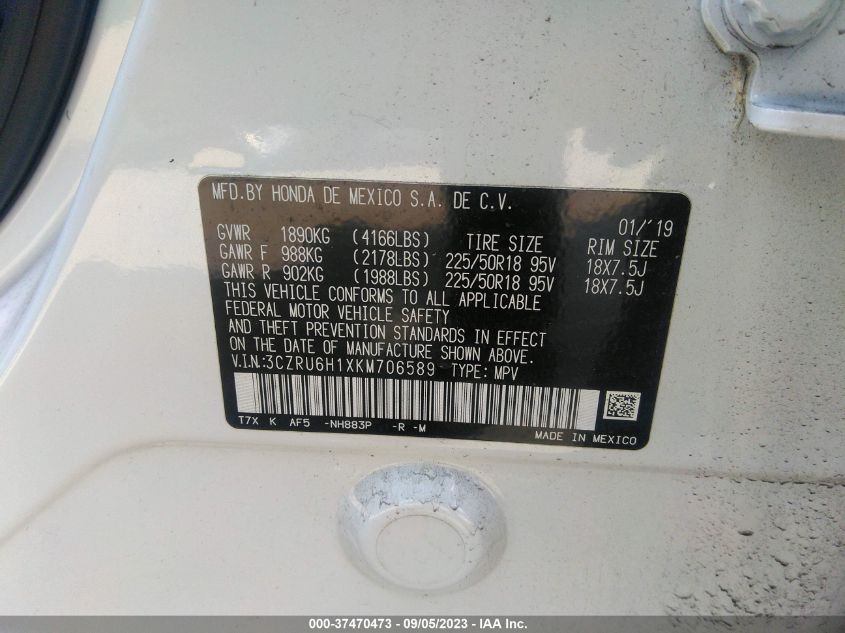 MFD.BY HONDA DE MEXICO S.A. DE C.V.
01/'19
GVWR 1890KG (4166LBS) TIRE SIZE RIM SIZE
GAWR F 988KG (2178LBS) 225/50R18 95V 18X7.5J
GAWR R 902KG (1988LBS) 225/50R18 95V 18X7.5J
THIS VEHICLE CONFORMS TO ALL APPLICABLE
FEDERAL MOTOR VEHICLE SAFETY
AND THEFT PREVENTION STANDARDS IN EFFECT
ON THE DATE OF MANUFACTURE SHOWN ABOVE.
V.I.N:3CZRU6H1XKM706589 TYPE: MPV
T7X K AF5 -NH883P -R -M
MADE IN MEXICO
000-37470473 - 09/05/2023 - IAA Inc.